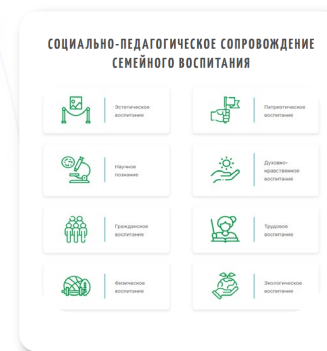 СОЦИАЛЬНО-ПЕДАГОГИЧЕСКОЕ СОПРОВОЖДЕНИЕ
СЕМЕЙНОГО ВОСПИТАНИЯ
Эстетическое
воспитание
Патриотическое
воспитание
Научное
познание
Духовно-
нравственное
воспитание
Гражданское
воспитание
Трудовое
воспитание
Физическое
воспитание
Экологическое
воспитание